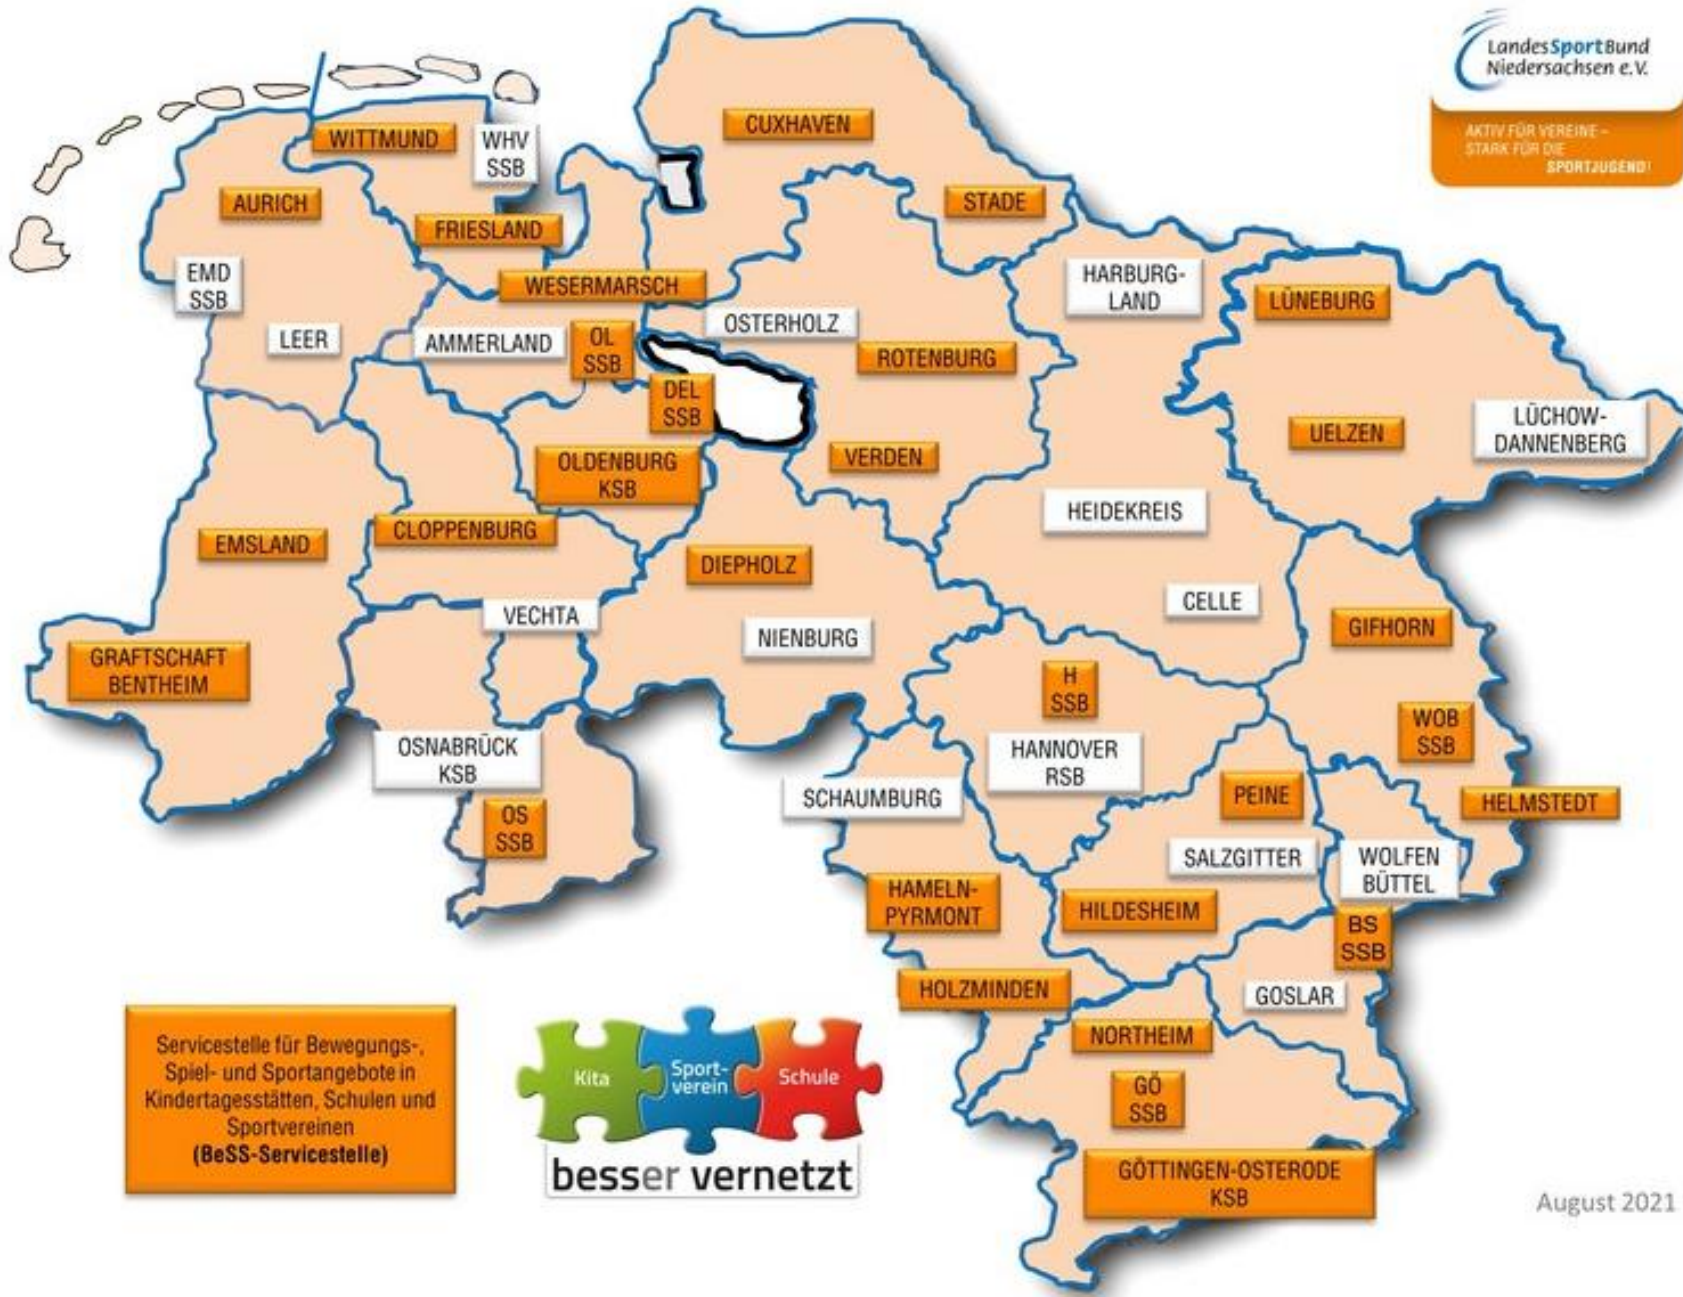 LandesSportBund
Niedersachsen e.V.
AKTIV FÜR VEREINE –
STARK FÜR DIE
SPORTJUGEND!
CUXHAVEN
WITTMUND
WHV
SSB
AURICH
STADE
FRIESLAND
EMD
SSB
WESERMARSCH
HARBURG-
LAND
LÜNEBURG
LEER
AMMERLAND
OL
SSB
OSTERHOLZ
ROTENBURG
DEL
SSB
LÜCHOW-
DANNENBERG
UELZEN
OLDENBURG
KSB
VERDEN
HEIDEKREIS
EMSLAND
CLOPPENBURG
DIEPHOLZ
CELLE
VECHTA
NIENBURG
GIFHORN
GRAFTSCHAFT
BENTHEIM
H
SSB
WOB
SSB
OSNABRÜCK
KSB
HANNOVER
RSB
SCHAUMBURG
PEINE
HELMSTEDT
OS
SSB
SALZGITTER
WOLFEN
BÜTTEL
HAMELN-
PYRMONT
HILDESHEIM
BS
SSB
HOLZMINDEN
GOSLAR
NORTHEIM
GÖ
SSB
GÖTTINGEN-OSTERODE
KSB
Servicestelle für Bewegungs-,
Spiel- und Sportangebote in
Kindertagesstätten, Schulen und
Sportvereinen
(BeSS-Servicestelle)
Kita
Sport-
verein
Schule
besser vernetzt
August 2021